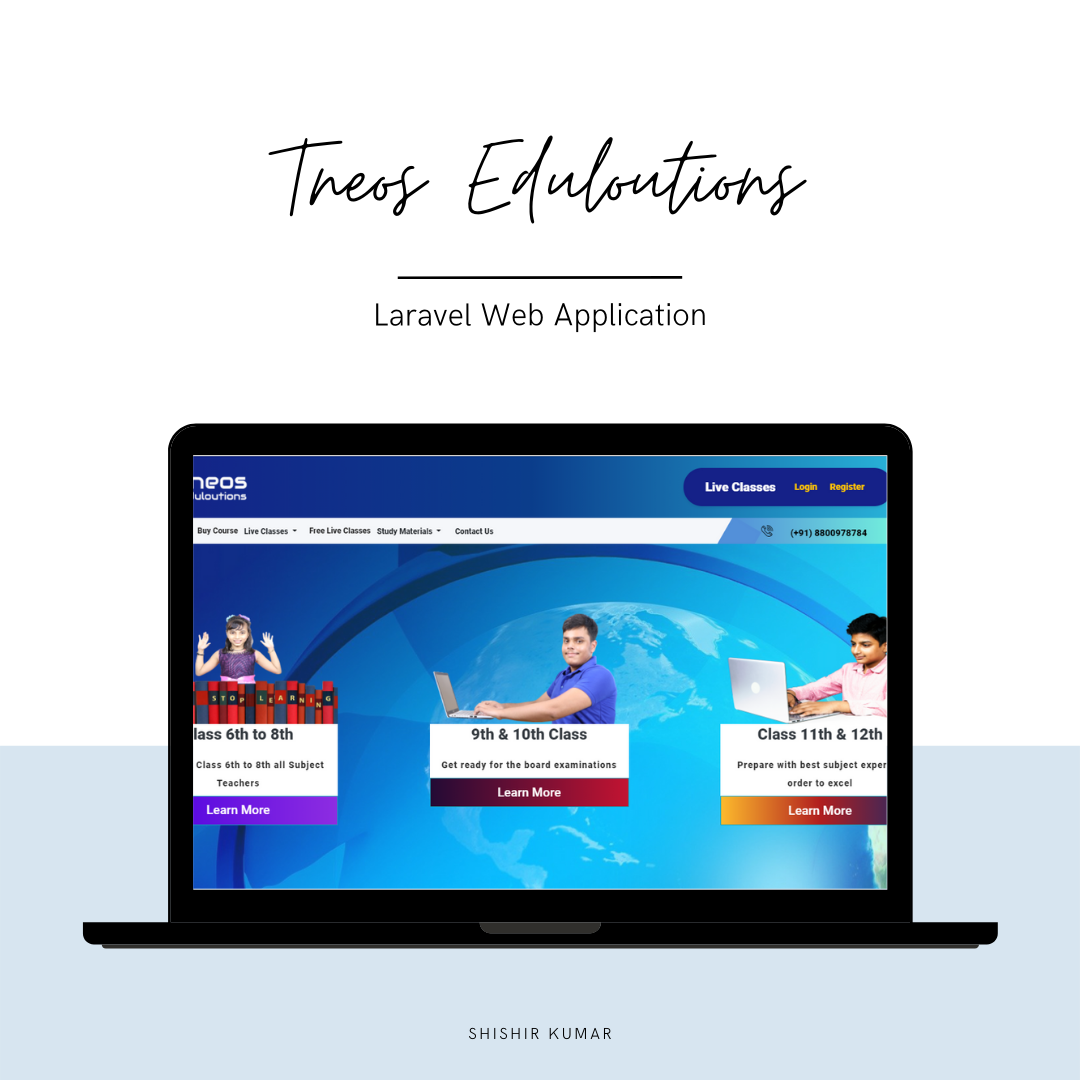 Tneos Eduloutions
Laravel Web Application
neos
uloutions
Live Classes Login Register
Buy Course Live Classes Free Live Classes Study Materials Contact Us
(+91) 8800978784
STOP LEARNING
lass 6th to 8th
Class 6th to 8th all Subject
Teachers
Learn More
9th & 10th Class
Get ready for the board examinations
Learn More
Class 11th & 12th
Prepare with best subject exper
order to excel
Learn More
SHISHIR KUMAR